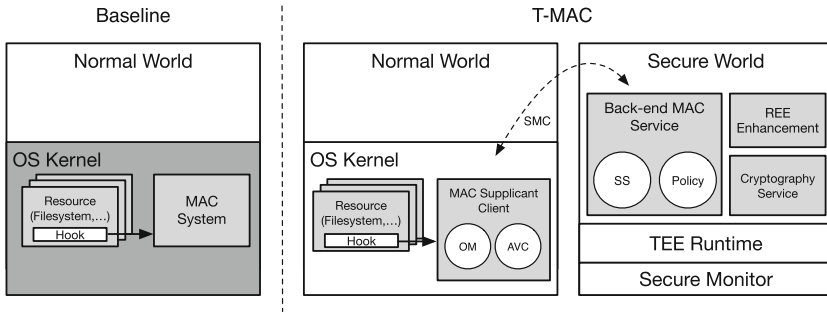 Baseline
T-MAC
Normal World
OS Kernel
Resource
(Filesystem,...)
Hook
MAC
System
Normal World
SMC
OS Kernel
Resource
(Filesystem,...)
Hook
MAC Supplicant
Client
OM
AVC
Secure World
Back-end MAC
Service
SS
Policy
REE
Enhancement
Cryptography
Service
TEE Runtime
Secure Monitor